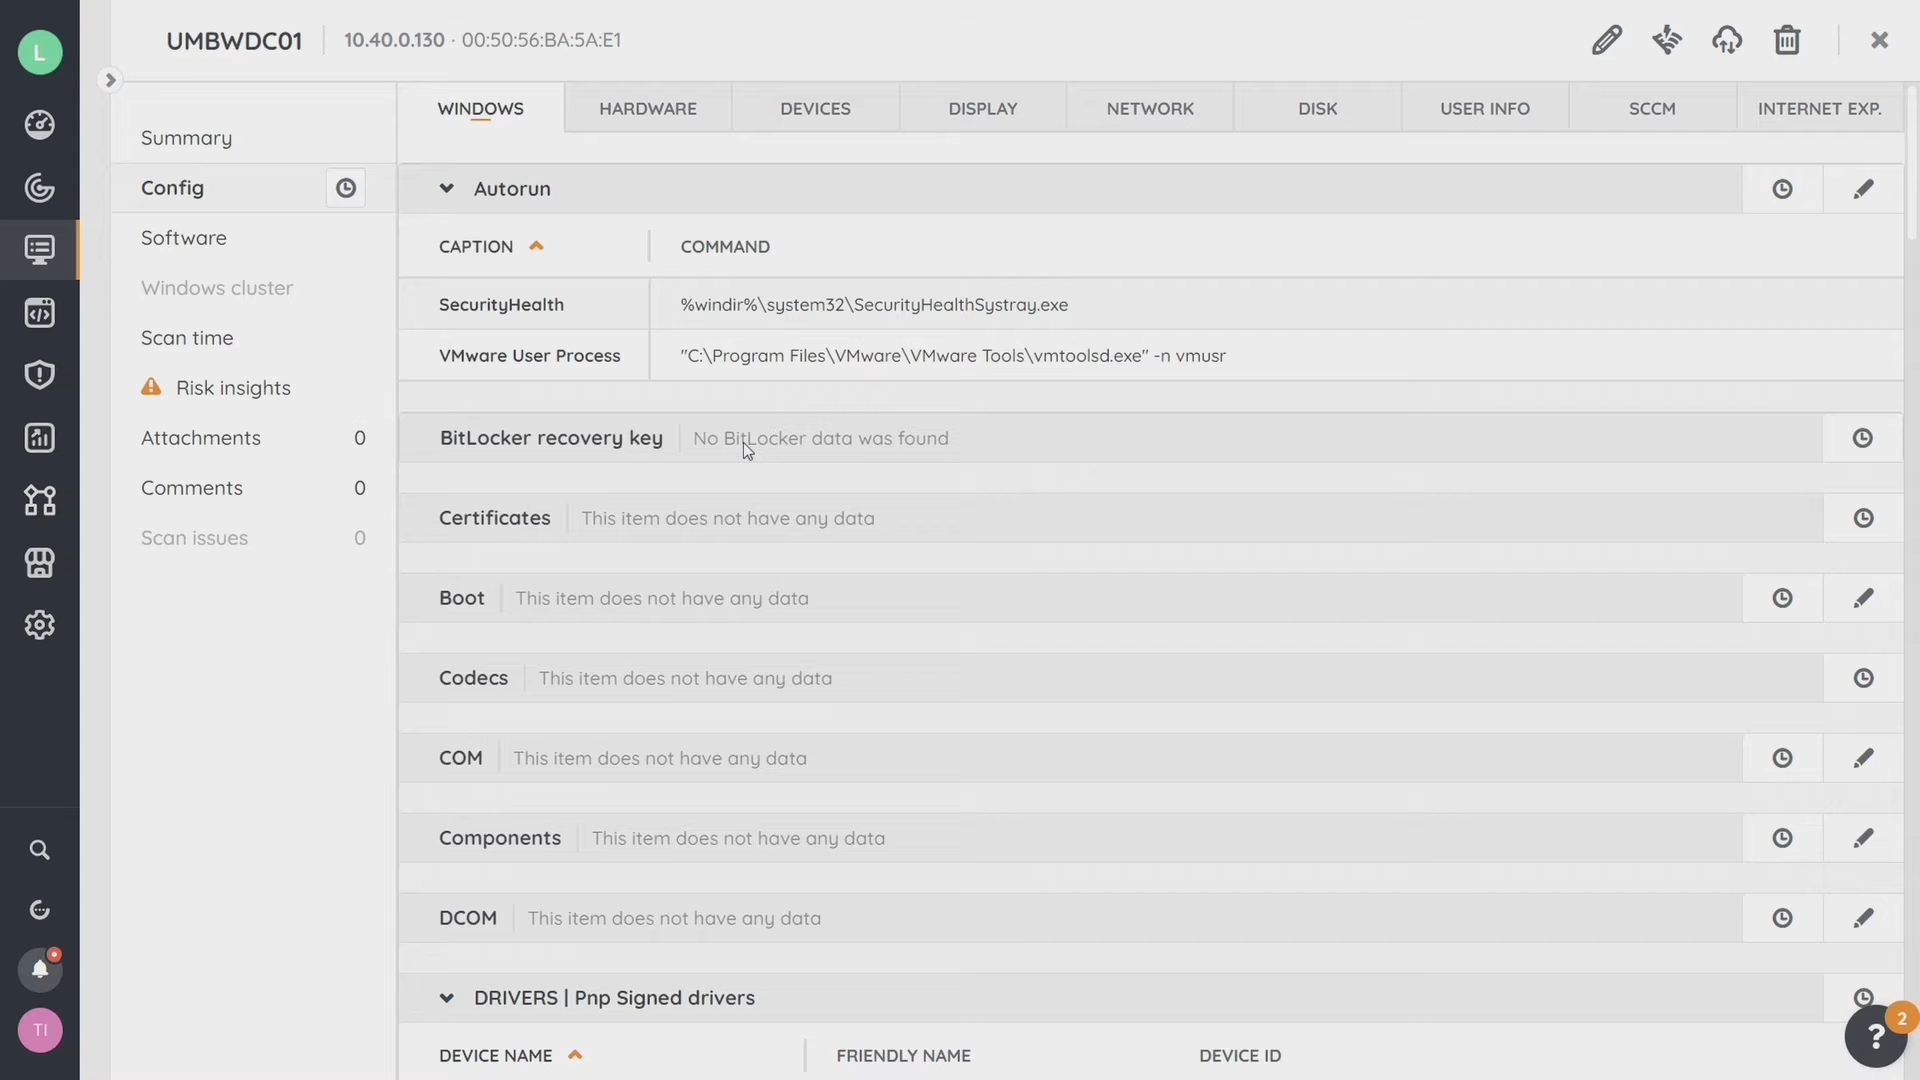 L
UMBWDC01 10.40.0.130 · 00:50:56:BA:5A:E1
WINDOWS HARDWARE DEVICES DISPLAY NETWORK DISK USER INFO SCCM INTERNET EXP.
Summary
Config
Software
Windows cluster
Scan time
Risk insights
Attachments 0
Comments 0
Scan issues 0
Autorun
CAPTION COMMAND
SecurityHealth %windir%\system32\SecurityHealthSystray.exe
VMware User Process "C:\Program Files\VMware\VMware Tools\vmtoolsd.exe" -n vmusr
BitLocker recovery key No BitLocker data was found
Certificates This item does not have any data
Boot This item does not have any data
Codecs This item does not have any data
COM This item does not have any data
Components This item does not have any data
DCOM This item does not have any data
DRIVERS | Pnp Signed drivers
DEVICE NAME FRIENDLY NAME DEVICE ID
TI
? 2